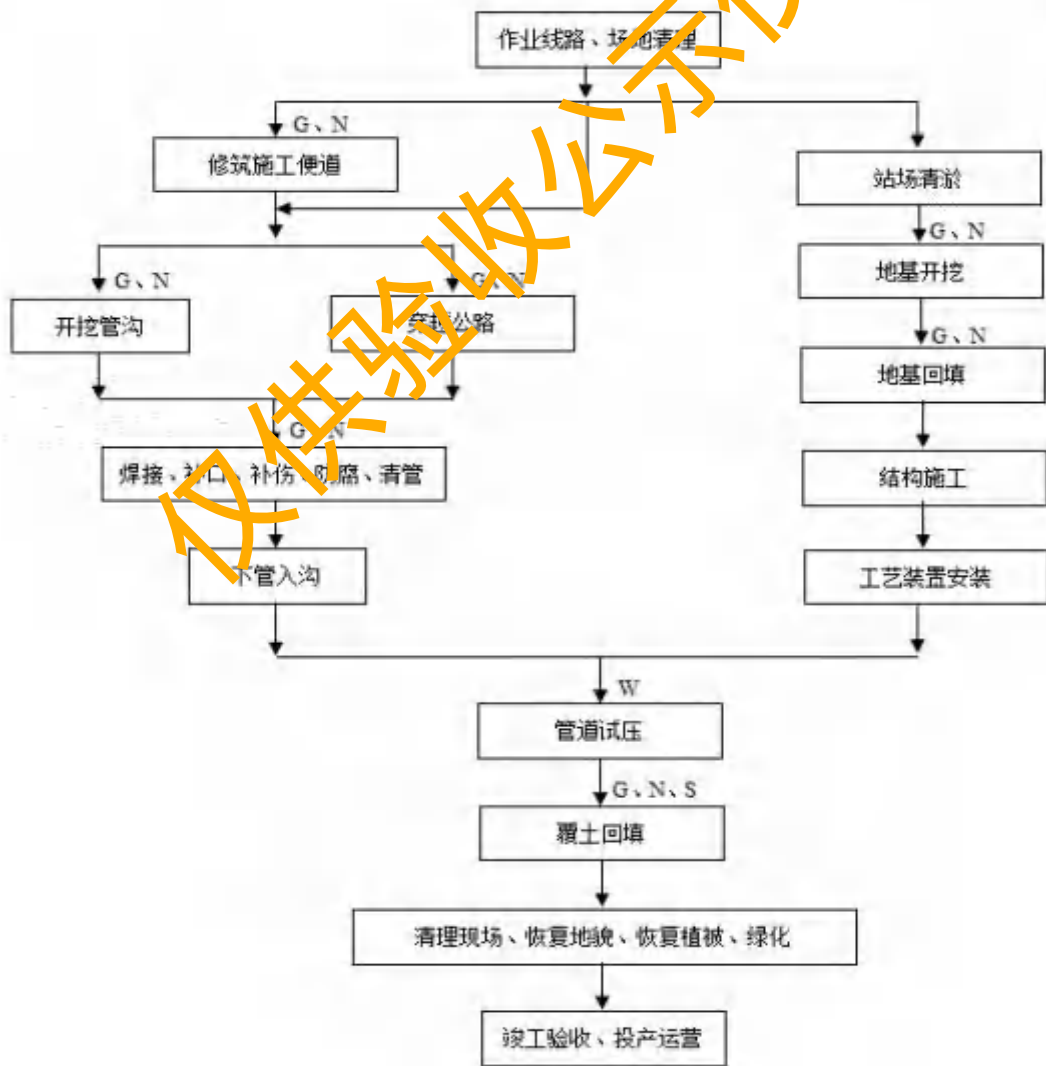 作业线路、场地清理
G、N
修筑施工便道
站场清淤
G、N
G、N
G、N
开挖管沟
穿越公路
地基开挖
G、N
地基回填
G、N
焊接、补口、补伤、防腐、清管
结构施工
下管入沟
工艺装置安装
W
管道试压
G、N、S
覆土回填
清理现场、恢复地貌、恢复植被、绿化
竣工验收、投产运营
仅供验收公示